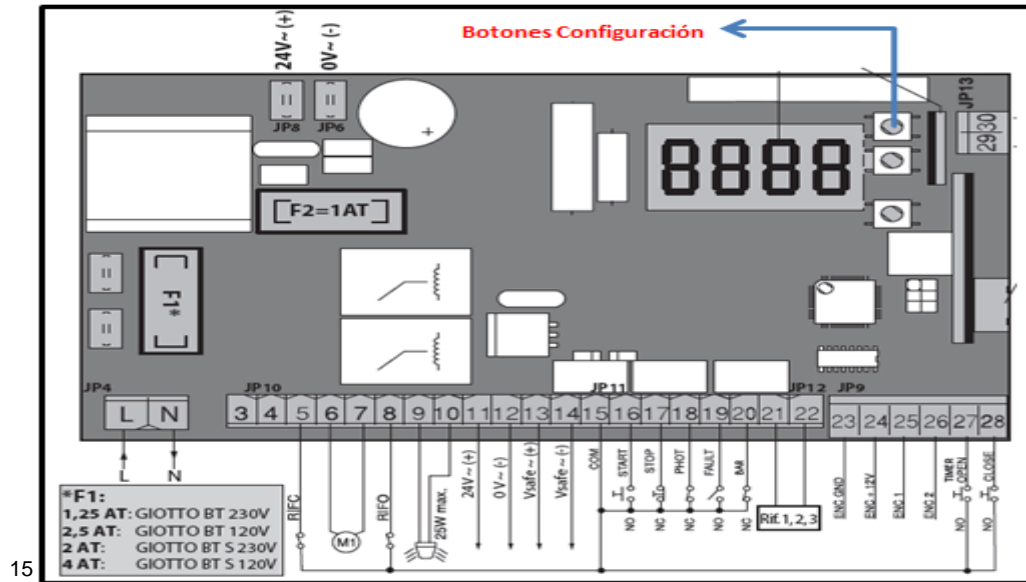 24V~ (+)
0V~ (-)
Botones Configuración
JP8
JP6
JP13
29 30
+
8888
F2=1AT
F1*
JP4
JP10
JP11
JP12
JP9
L N
3 4 5 6 7 8 9 10 11 12 13 14 15 16 17 18 19 20 21 22
23 24 25 26 27 28
L
N
RIFC
M1
RIFO
25W max.
24V ~ (+)
0 V ~ (-)
Vsafe ~ (+)
Vsafe ~ (-)
COM
START
STOP
PHOT
FAULT
BAR
NO
NC
NC
NO
NC
Rif. 1, 2, 3
ENC GND
ENC + 12V
ENC 1
ENC 2
TIMER
OPEN
CLOSE
NO
NO
*F1:
1,25 AT: GIOTTO BT 230V
2,5 AT: GIOTTO BT 120V
2 AT: GIOTTO BT S 230V
4 AT: GIOTTO BT S 120V
15